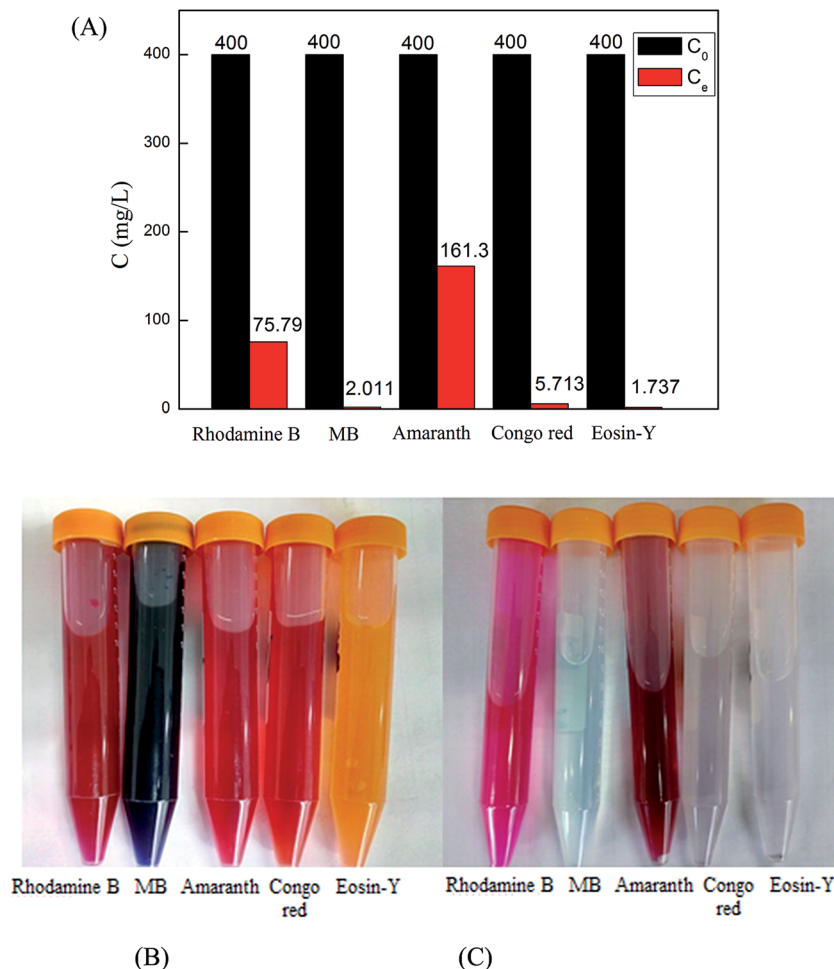 (A)
400 400 400 400 400
C0
Ce
400
300
200
100
0
C (mg/L)
75.79
2.011
161.3
5.713
1.737
Rhodamine B MB Amaranth Congo red Eosin-Y
Rhodamine B MB Amaranth Congo red Eosin-Y
Rhodamine B MB Amaranth Congo red Eosin-Y
(B) (C)